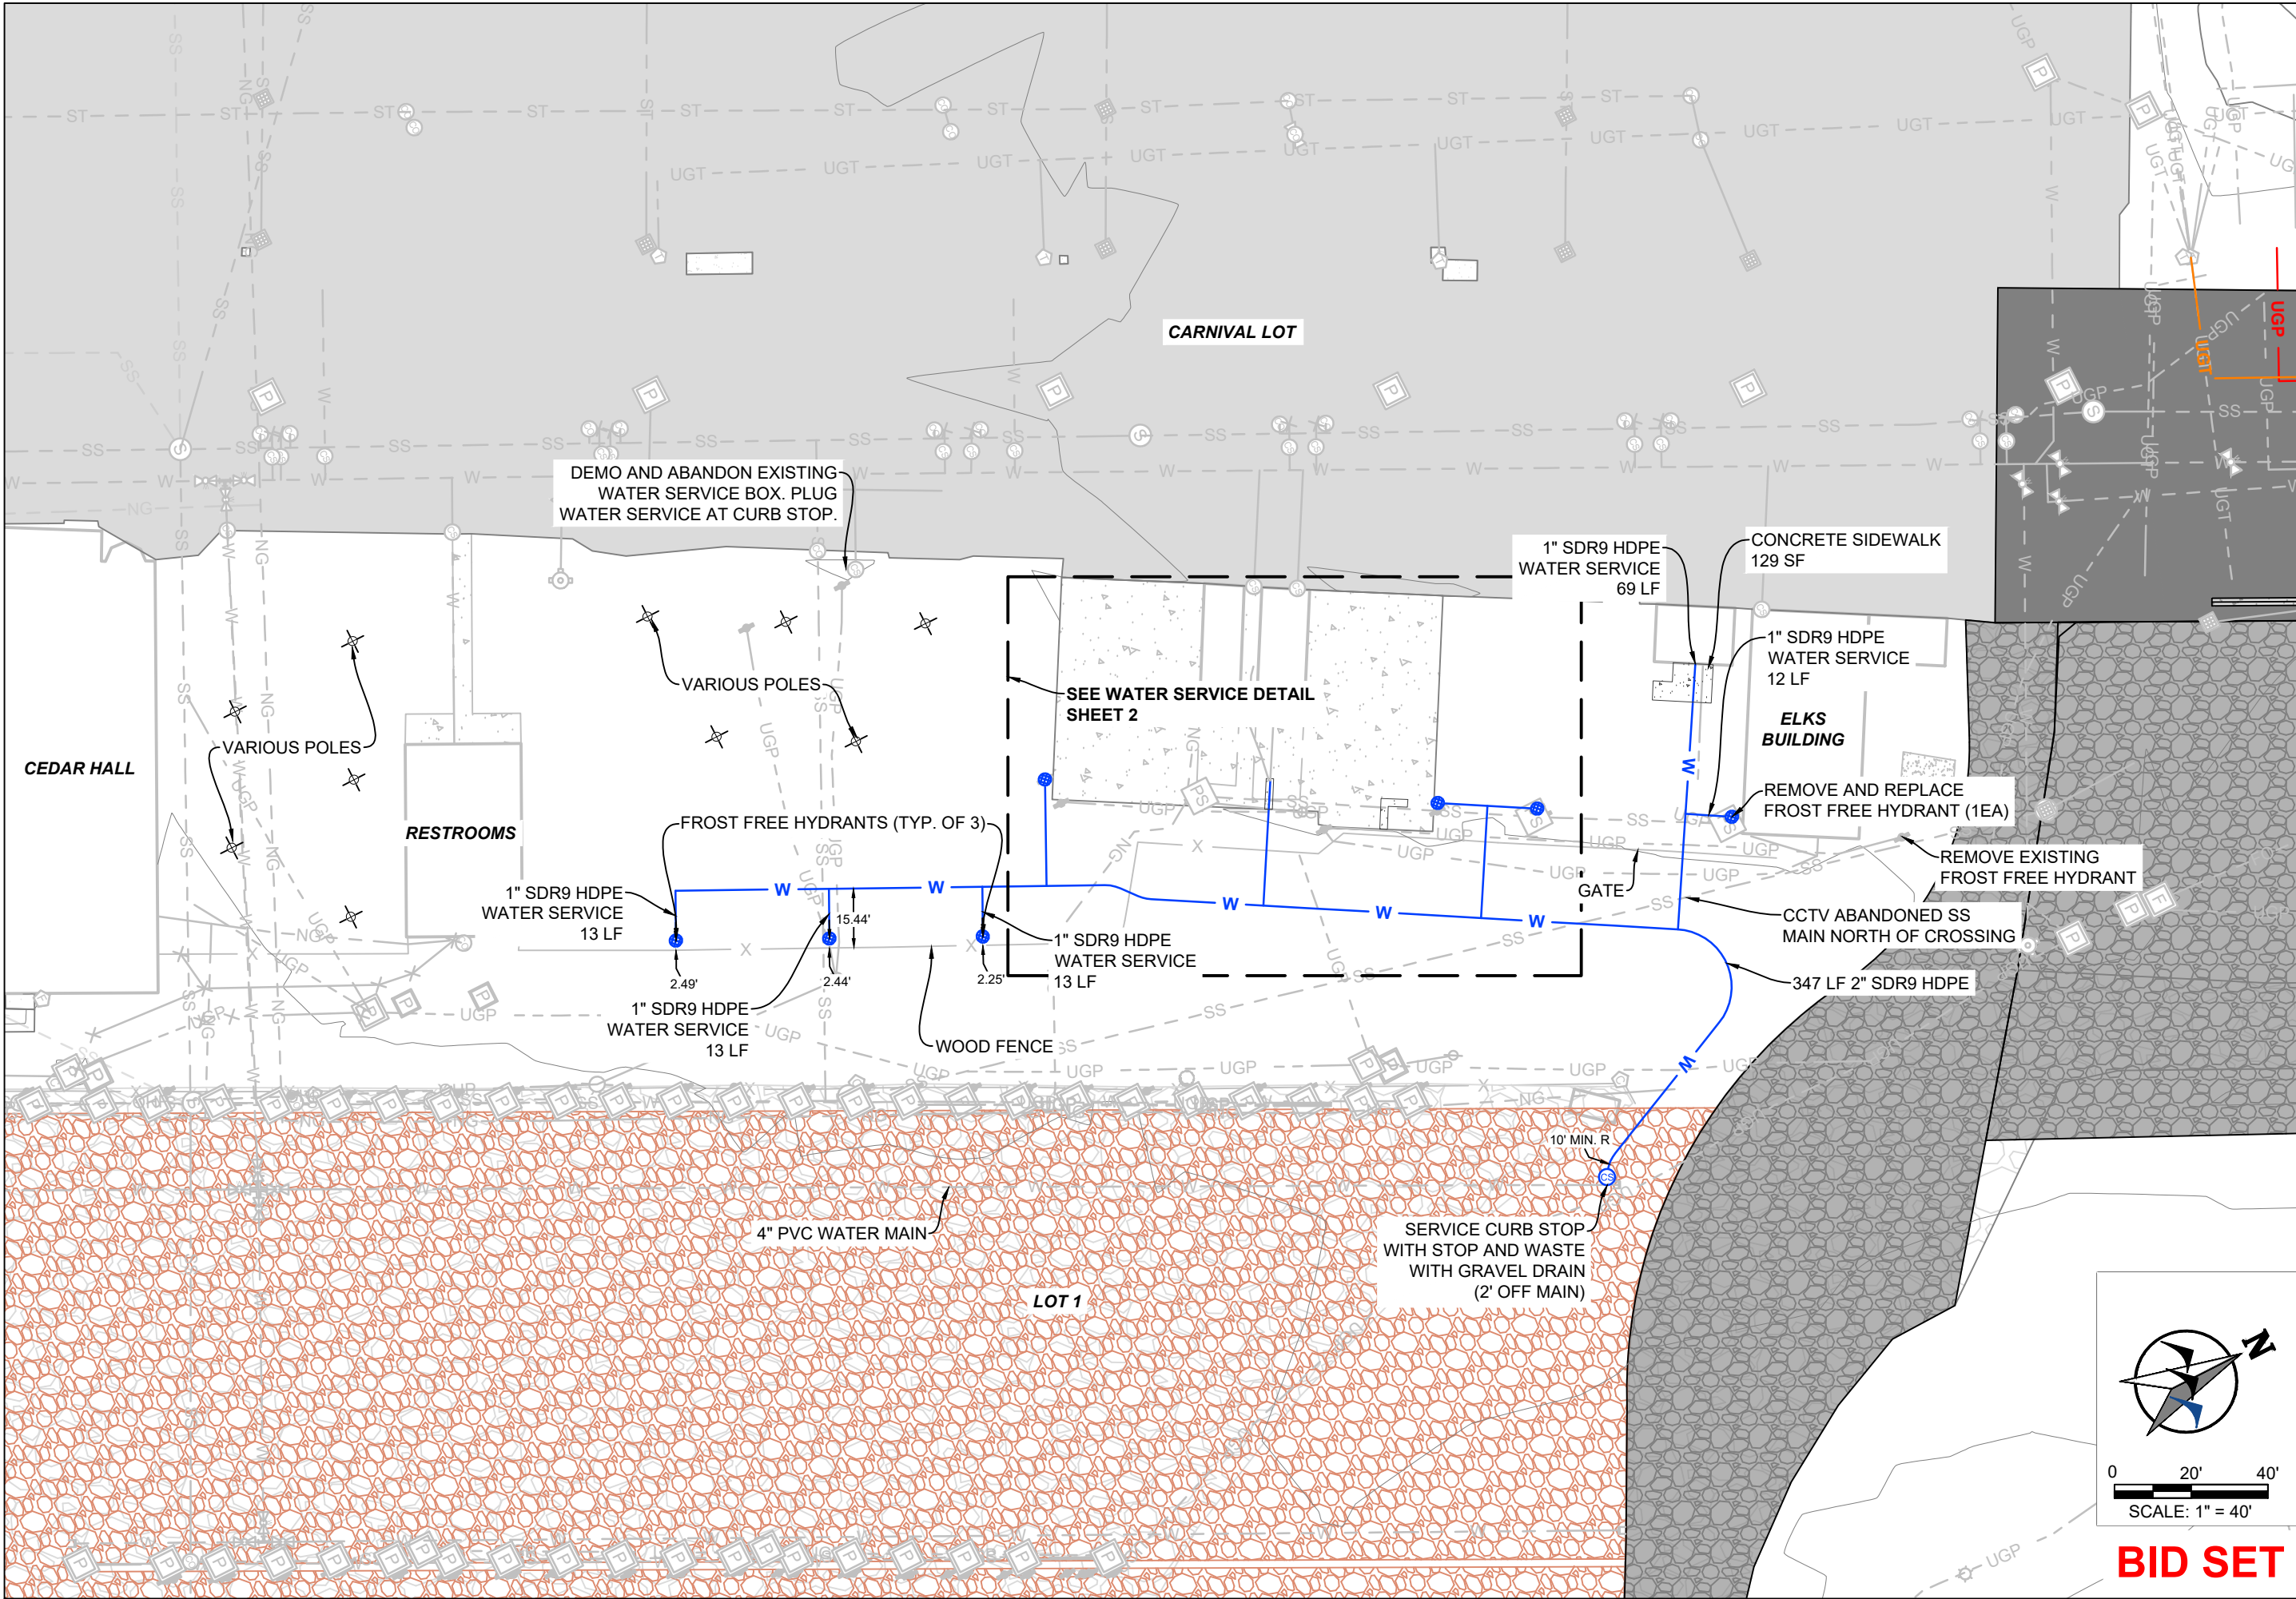 CARNIVAL LOT
DEMO AND ABANDON EXISTING
WATER SERVICE BOX. PLUG
WATER SERVICE AT CURB STOP.
1" SDR9 HDPE
WATER SERVICE
69 LF
CONCRETE SIDEWALK
129 SF
1" SDR9 HDPE
WATER SERVICE
12 LF
VARIOUS POLES
SEE WATER SERVICE DETAIL
SHEET 2
ELKS
BUILDING
VARIOUS POLES
CEDAR HALL
RESTROOMS
FROST FREE HYDRANTS (TYP. OF 3)
REMOVE AND REPLACE
FROST FREE HYDRANT (1EA)
REMOVE EXISTING
FROST FREE HYDRANT
GATE
1" SDR9 HDPE
WATER SERVICE
13 LF
15.44'
CCTV ABANDONED SS
MAIN NORTH OF CROSSING
1" SDR9 HDPE
WATER SERVICE
13 LF
2.49'
2.44'
2.25'
347 LF 2" SDR9 HDPE
1" SDR9 HDPE
WATER SERVICE
13 LF
WOOD FENCE
10' MIN. R
CS
4" PVC WATER MAIN
SERVICE CURB STOP
WITH STOP AND WASTE
WITH GRAVEL DRAIN
(2' OFF MAIN)
LOT 1
W W W W W W W
UGT
UGP
N
0 20' 40'
SCALE: 1" = 40'
BID SET